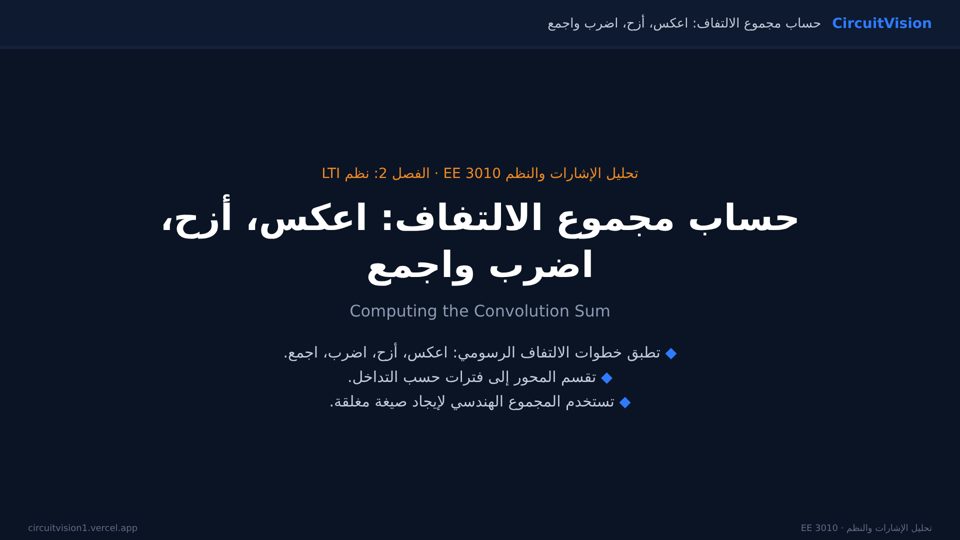 CircuitVision حساب مجموع الالتفاف: اعكس، أزح، اضرب واجمع
تحليل الإشارات والنظم EE 3010 · الفصل 2: نظم LTI
حساب مجموع الالتفاف: اعكس، أزح،
اضرب واجمع
Computing the Convolution Sum
◆ تطبق خطوات الالتفاف الرسومي: اعكس، أزح، اضرب، اجمع.
◆ تقسم المحور إلى فترات حسب التداخل.
◆ تستخدم المجموع الهندسي لإيجاد صيغة مغلقة.
تحليل الإشارات والنظم · EE 3010
circuitvision1.vercel.app